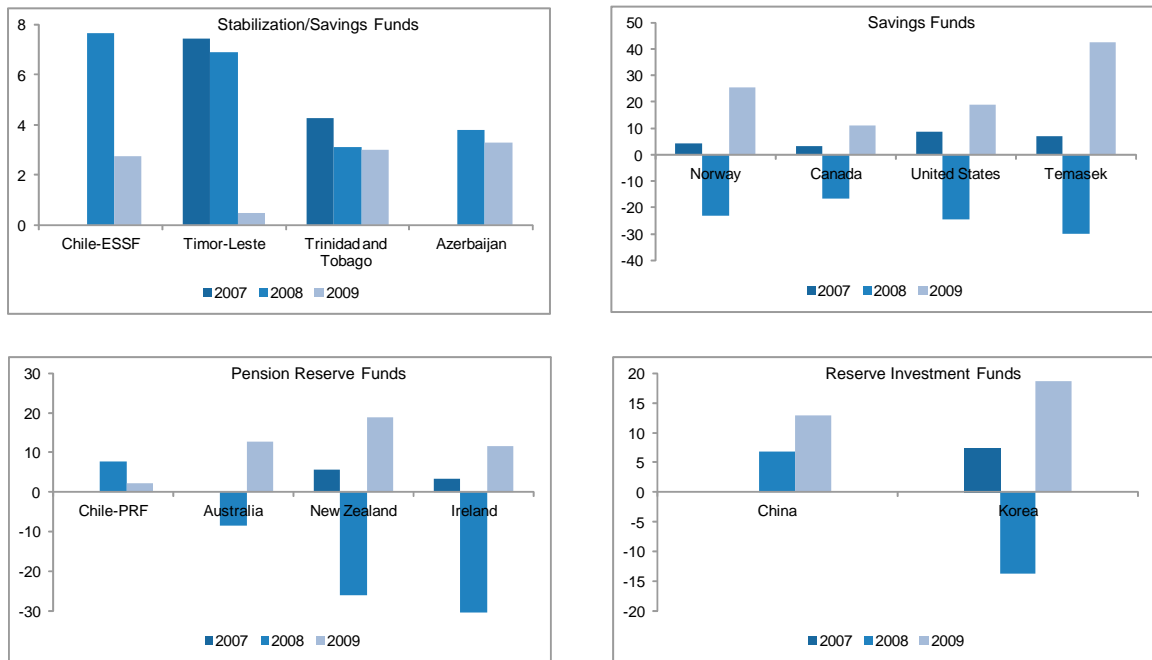 Stabilization/Savings Funds
8
6
4
2
0
Chile-ESSF Timor-Leste Trinidad and Tobago Azerbaijan
2007 2008 2009
Savings Funds
50
40
30
20
10
0
-10
-20
-30
-40
Norway Canada United States Temasek
2007 2008 2009
Pension Reserve Funds
30
20
10
0
-10
-20
-30
Chile-PRF Australia New Zealand Ireland
2007 2008 2009
Reserve Investment Funds
20
15
10
5
0
-5
-10
-15
-20
China Korea
2007 2008 2009